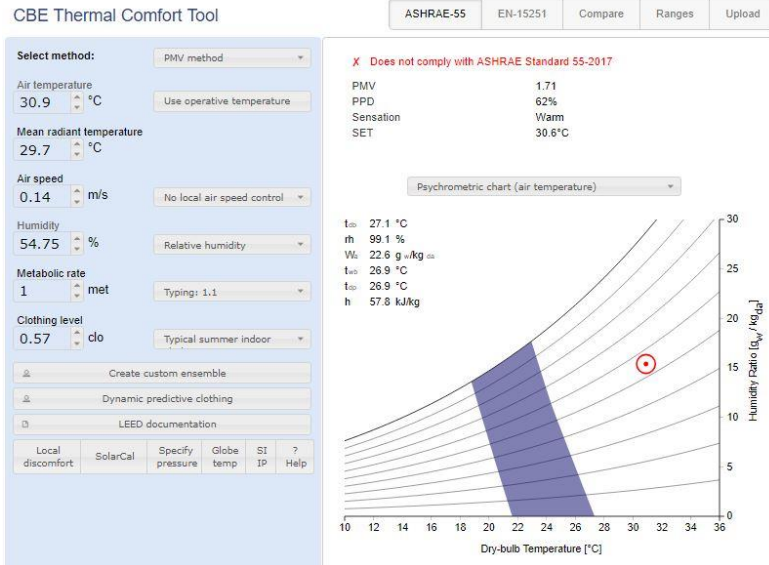 CBE Thermal Comfort Tool
ASHRAE-55 EN-15251 Compare Ranges Upload
Select method: PMV method
Air temperature
30.9 °C Use operative temperature
Mean radiant temperature
29.7 °C
Air speed
0.14 m/s No local air speed control
Humidity
54.75 % Relative humidity
Metabolic rate
1 met Typing: 1.1
Clothing level
0.57 clo Typical summer indoor
Create custom ensemble
Dynamic predictive clothing
LEED documentation
Local discomfort SolarCal Specify pressure Globe temp SI IP ? Help
✗ Does not comply with ASHRAE Standard 55-2017
PMV 1.71
PPD 62%
Sensation Warm
SET 30.6°C
Psychrometric chart (air temperature)
tdb 27.1 °C
rh 99.1 %
Wa 22.6 g w/kg da
twb 26.9 °C
tdp 26.9 °C
h 57.8 kJ/kg
30
25
20
15
10
5
0
Humidity Ratio [gw / kgda]
10 12 14 16 18 20 22 24 26 28 30 32 34 36
Dry-bulb Temperature [°C]